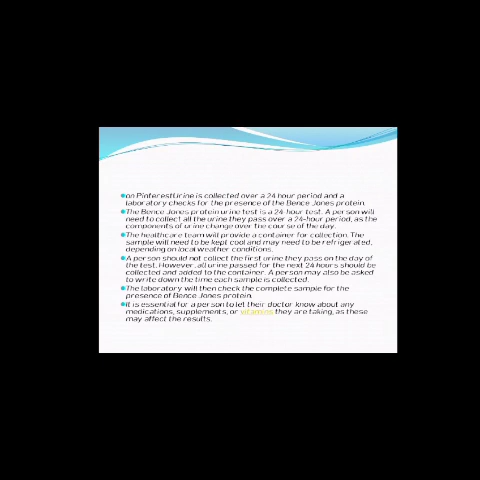 on PinterestUrine is collected over a 24 hour period and a
laboratory checks for the presence of the Bence Jones protein.
The Bence Jones protein urine test is a 24-hour test. A person will
need to collect all the urine they pass over a 24-hour period, as the
components of urine change over the course of the day.
The healthcare team will provide a container for collection. The
sample will need to be kept cool and may need to be refrigerated,
depending on local weather conditions.
A person should not collect the first urine they pass on the day of
the test. However, all urine passed for the next 24 hours should be
collected and added to the container. A person may also be asked
to write down the time each sample is collected.
The laboratory will then check the complete sample for the
presence of Bence Jones protein.
It is essential for a person to let their doctor know about any
medications, supplements, or vitamins they are taking, as these
may affect the results.